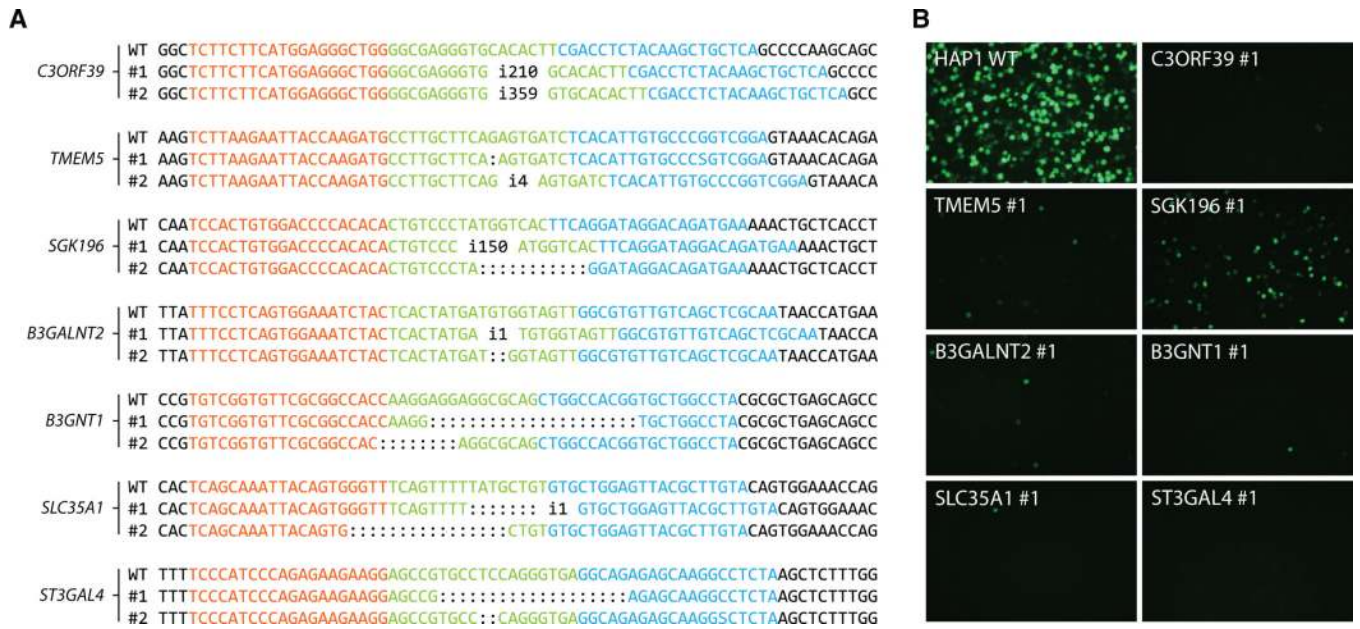 A
C3ORF39
WT GGCTCTTCTTCATGGAGGGCTGGGGCGAGGGTGCACACTTCGACCTCTACAAGCTGCTCAGCCCCAAGCAGC
#1 GGCTCTTCTTCATGGAGGGCTGGGGCGAGGGTG i210 GCACACTTCGACCTCTACAAGCTGCTCAGCCCC
#2 GGCTCTTCTTCATGGAGGGCTGGGGCGAGGGTG i359 GTGCACACTTCGACCTCTACAAGCTGCTCAGCC
TMEM5
WT AAGTCTTAAGAATTACCAAGATGCCTTGCTTCAGAGTGATCTCACATTGTGCCCGGTCGGAGTAAACACAGA
#1 AAGTCTTAAGAATTACCAAGATGCCTTGCTTCA:AGTGATCTCACATTGTGCCCSGTCGGAGTAAACACAGA
#2 AAGTCTTAAGAATTACCAAGATGCCTTGCTTCAG i4 AGTGATCTCACATTGTGCCCGGTCGGAGTAAACA
SGK196
WT CAATCCACTGTGGACCCCACACACTGTCCCTATGGTCACTTCAGGATAGGACAGATGAAAAACTGCTCACCT
#1 CAATCCACTGTGGACCCCACACACTGTCCC i150 ATGGTCACTTCAGGATAGGACAGATGAAAAACTGCT
#2 CAATCCACTGTGGACCCCACACACTGTCCCTA:::::::::::GGATAGGACAGATGAAAAACTGCTCACCT
B3GALNT2
WT TTATTTCCTCAGTGGAAATCTACTCACTATGATGTGGTAGTTGGCGTGTTGTCAGCTCGCAATAACCATGAA
#1 TTATTTCCTCAGTGGAAATCTACTCACTATGA i1 TGTGGTAGTTGGCGTGTTGTCAGCTCGCAATAACCA
#2 TTATTTCCTCAGTGGAAATCTACTCACTATGAT::GGTAGTTGGCGTGTTGTCAGCTCGCAATAACCATGAA
B3GNT1
WT CCGTGTCGGTGTTCGCGGCCACCAAGGAGGAGGCGCAGCTGGCCACGGTGCTGGCCTACGCGCTGAGCAGCC
#1 CCGTGTCGGTGTTCGCGGCCACCAAGG:::::::::::::::::::::TGCTGGCCTACGCGCTGAGCAGCC
#2 CCGTGTCGGTGTTCGCGGCCAC::::::::AGGCGCAGCTGGCCACGGTGCTGGCCTACGCGCTGAGCAGCC
SLC35A1
WT CACTCAGCAAATTACAGTGGGTTTCAGTTTTTATGCTGTGTGCTGGAGTTACGCTTGTACAGTGGAAACCAG
#1 CACTCAGCAAATTACAGTGGGTTTCAGTTTT::::::: i1 GTGCTGGAGTTACGCTTGTACAGTGGAAAC
#2 CACTCAGCAAATTACAGTG::::::::::::::::CTGTGTGCTGGAGTTACGCTTGTACAGTGGAAACCAG
ST3GAL4
WT TTTTCCCATCCCAGAGAAGAAGGAGCCGTGCCTCCAGGGTGAGGCAGAGAGCAAGGCCTCTAAGCTCTTTGG
#1 TTTTCCCATCCCAGAGAAGAAGGAGCCG:::::::::::::::::::AGAGCAAGGCCTCTAAGCTCTTTGG
#2 TTTTCCCATCCCAGAGAAGAAGGAGCCGTGCC::CAGGGTGAGGCAGAGAGCAAGGSCTCTAAGCTCTTTGG
B
HAP1 WT
C3ORF39 #1
TMEM5 #1
SGK196 #1
B3GALNT2 #1
B3GNT1 #1
SLC35A1 #1
ST3GAL4 #1